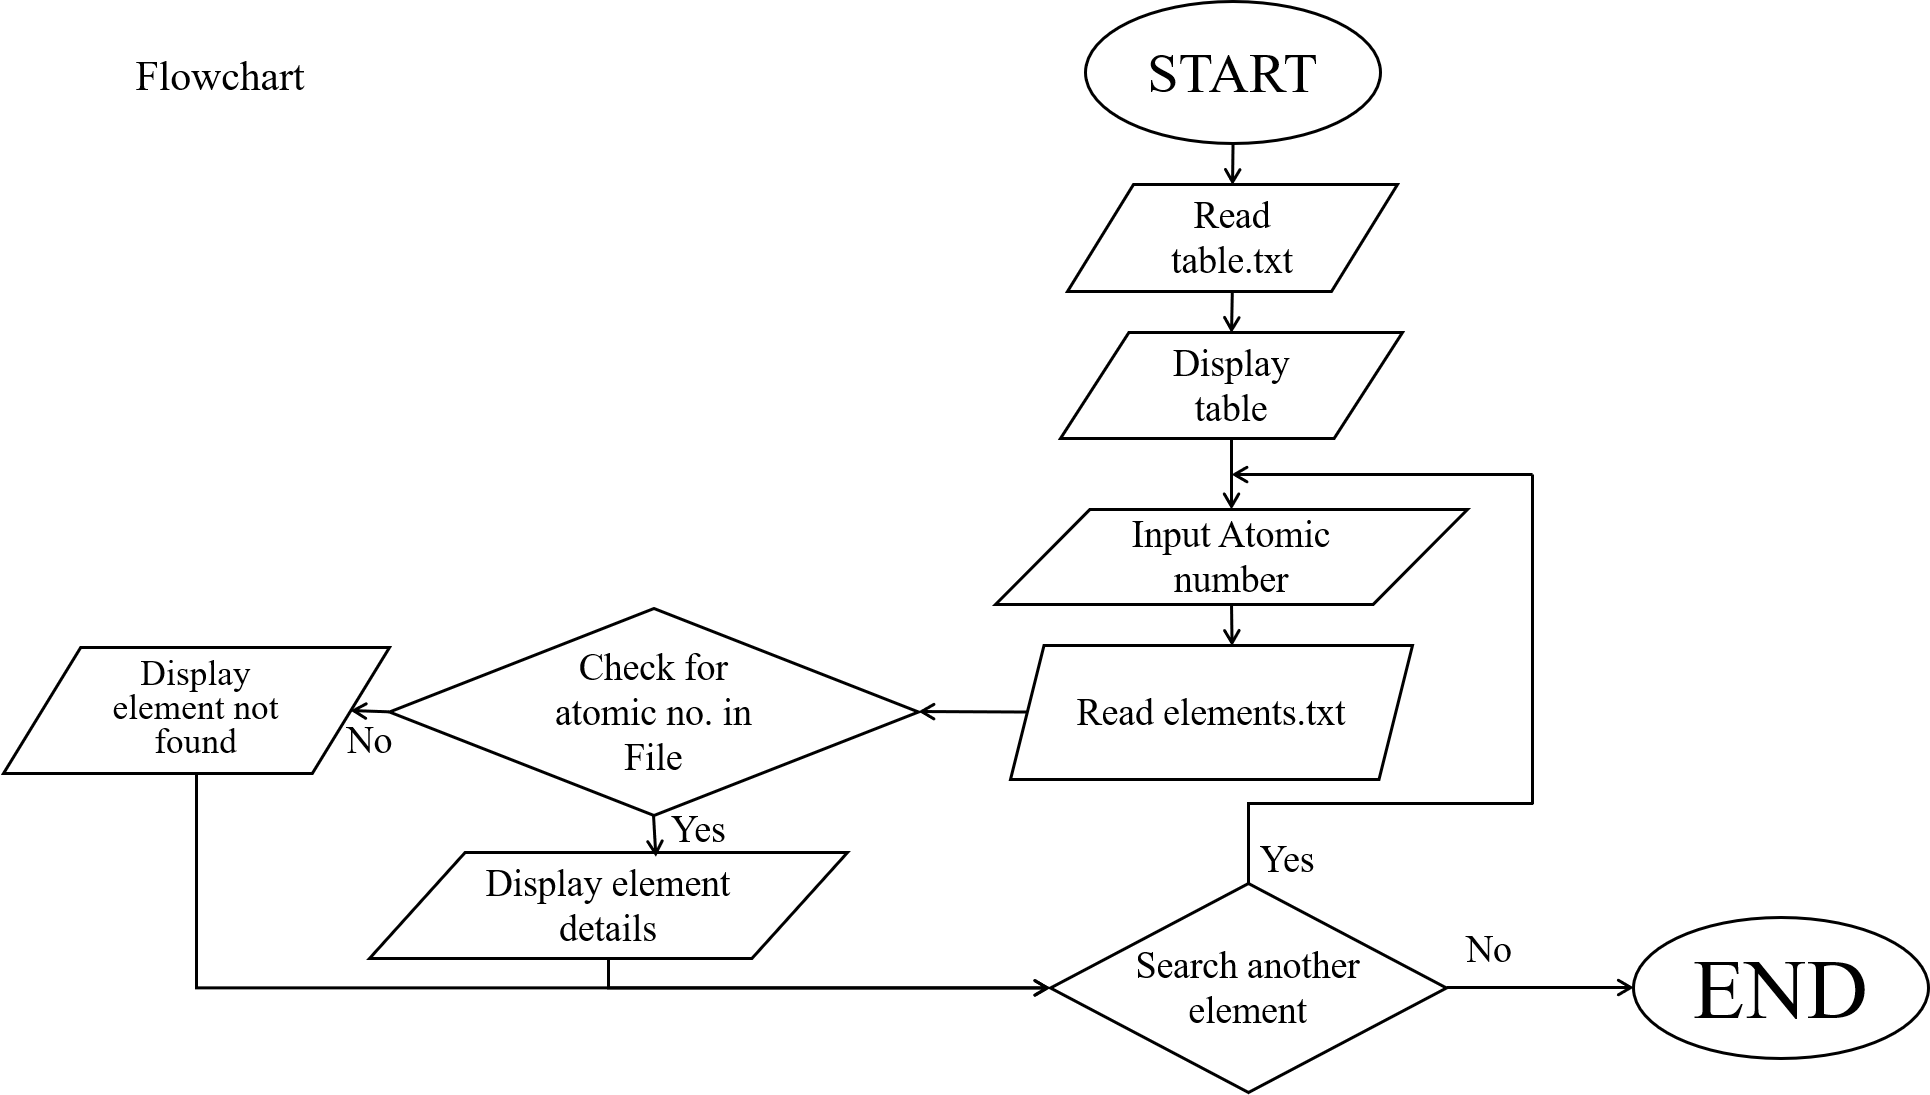 Flowchart
START
Read
table.txt
Display
table
Input Atomic
number
Read elements.txt
Check for
atomic no. in
File
No
Display
element not
found
Yes
Display element
details
Search another
element
Yes
No
END